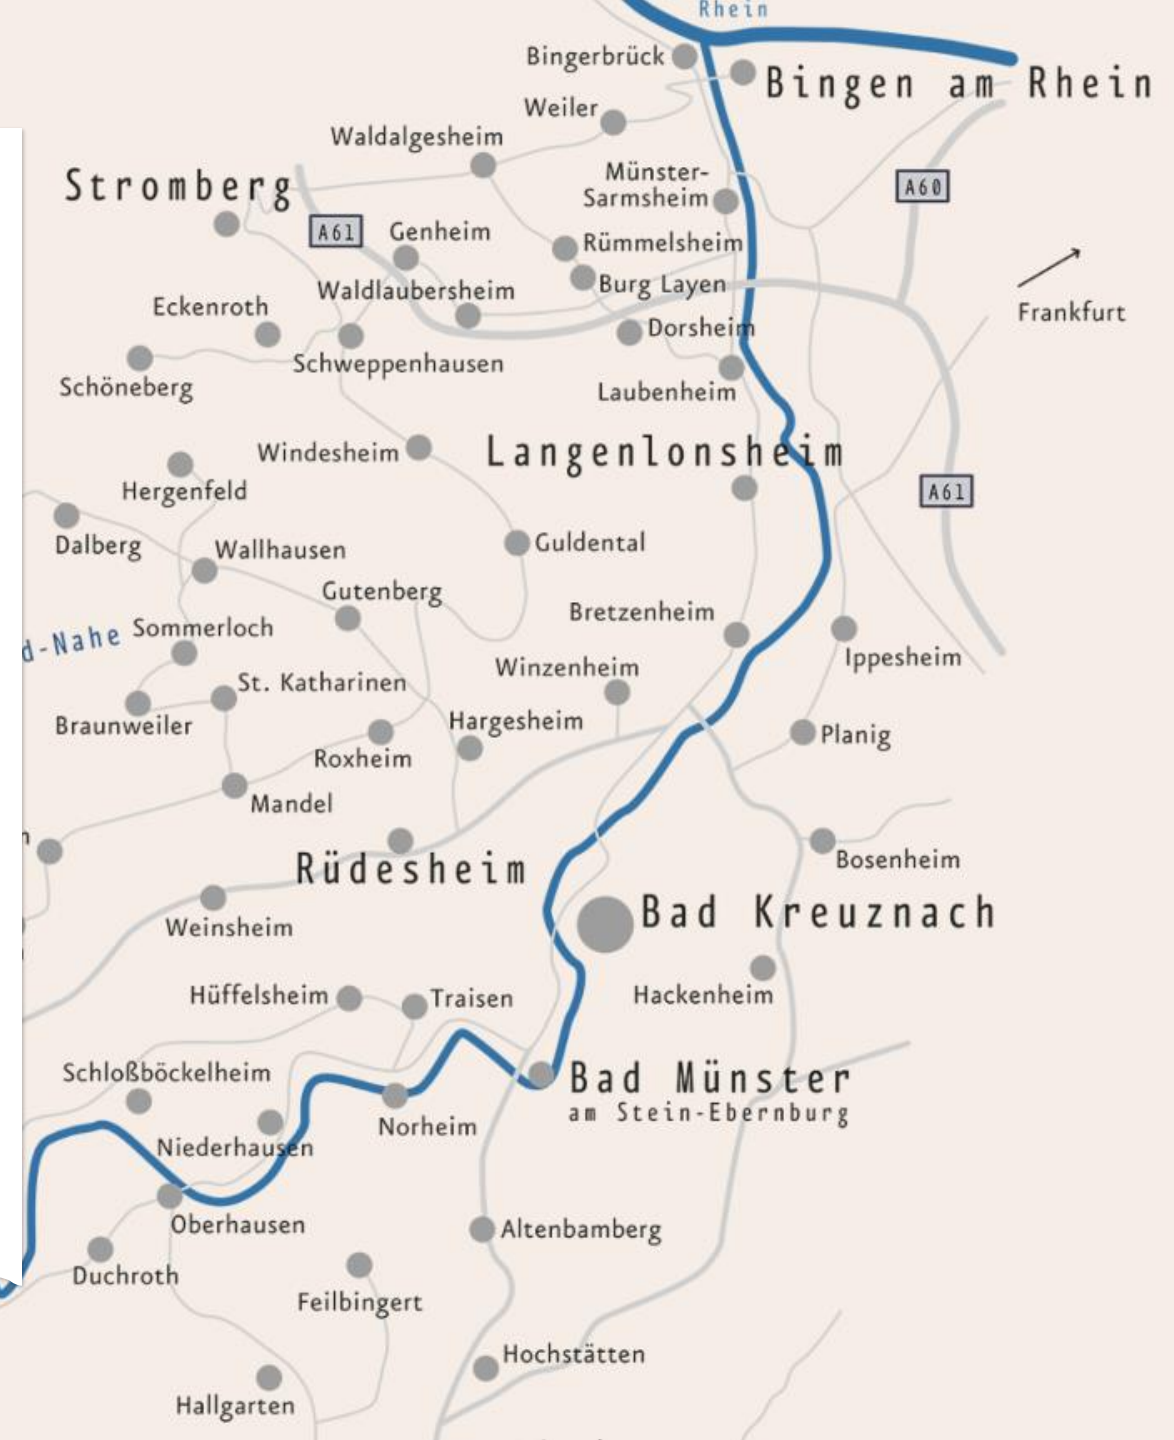 Rhein
Bingerbrück
Bingen am Rhein
Weiler
Waldalgesheim
Münster-
Sarmsheim
Stromberg
A60
A61
Genheim
Rümmelsheim
Burg Layen
Waldlaubersheim
Frankfurt
Eckenroth
Dorsheim
Schweppenhausen
Schöneberg
Laubenheim
Windesheim
Langenlonsheim
Hergenfeld
A61
Dalberg
Wallhausen
Guldental
Gutenberg
Bretzenheim
d-Nahe
Sommerloch
Ippesheim
Winzenheim
St. Katharinen
Braunweiler
Hargesheim
Planig
Roxheim
Mandel
n
Rüdesheim
Bosenheim
Bad Kreuznach
Weinsheim
Hüffelsheim
Traisen
Hackenheim
Schloßböckelheim
Bad Münster
am Stein-Ebernburg
Norheim
Niederhausen
Oberhausen
Altenbamberg
Duchroth
Feilbingert
Hochstätten
Hallgarten